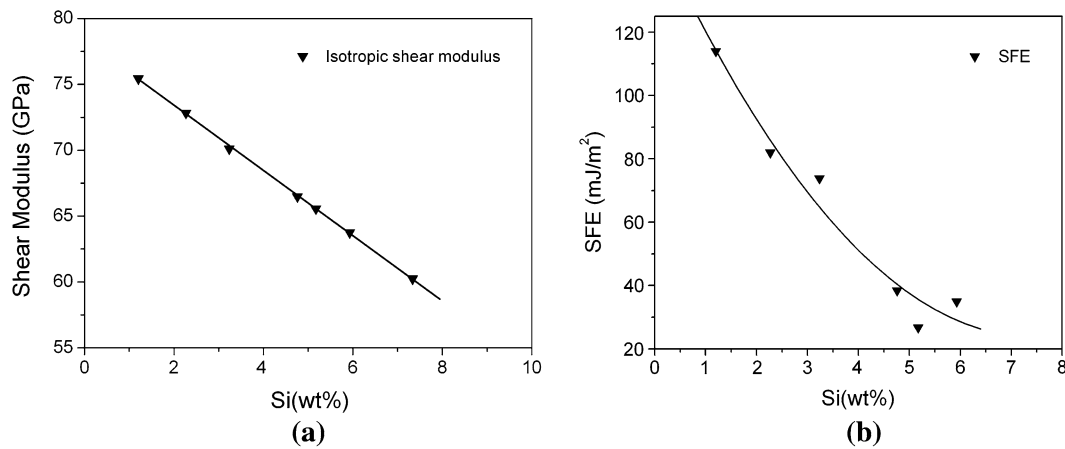 80
75
70
65
60
55
Shear Modulus (GPa)
Isotropic shear modulus
0 2 4 6 8 10
Si(wt%)
(a)
120
100
80
60
40
20
SFE (mJ/m²)
SFE
0 1 2 3 4 5 6 7 8
Si(wt%)
(b)